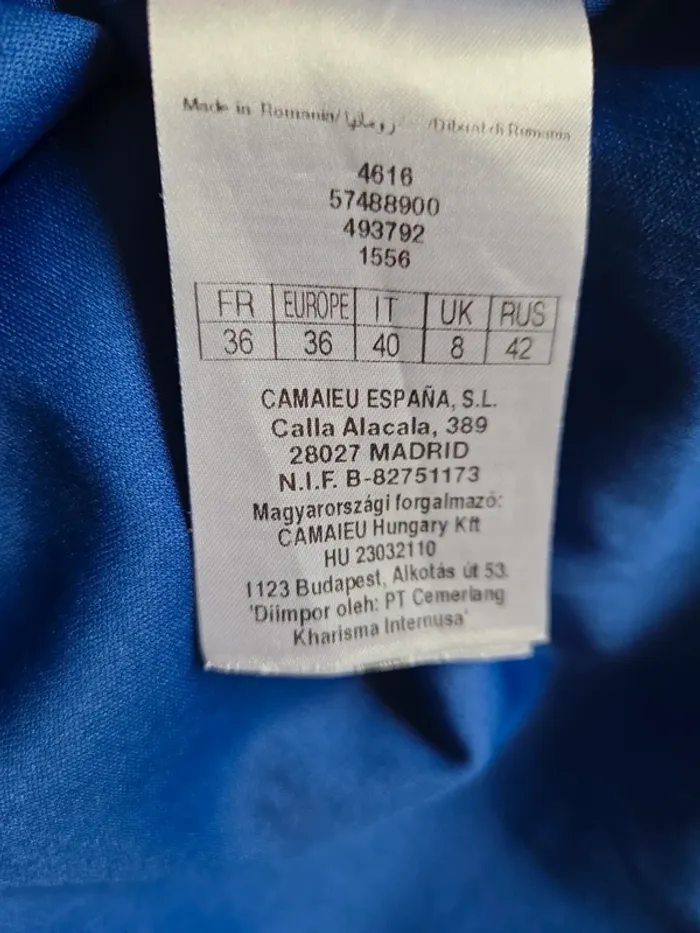 Made in Romania/رومانيا/ /Dibuat di Rumania
4616
57488900
493792
1556
FR EUROPE IT UK RUS
36 36 40 8 42
CAMAIEU ESPAÑA, S.L.
Calla Alacala, 389
28027 MADRID
N.I.F. B-82751173
Magyarországi forgalmazó:
CAMAIEU Hungary Kft
HU 23032110
1123 Budapest, Alkotás út 53.
'Diimpor oleh: PT Cemerlang
Kharisma Internusa'